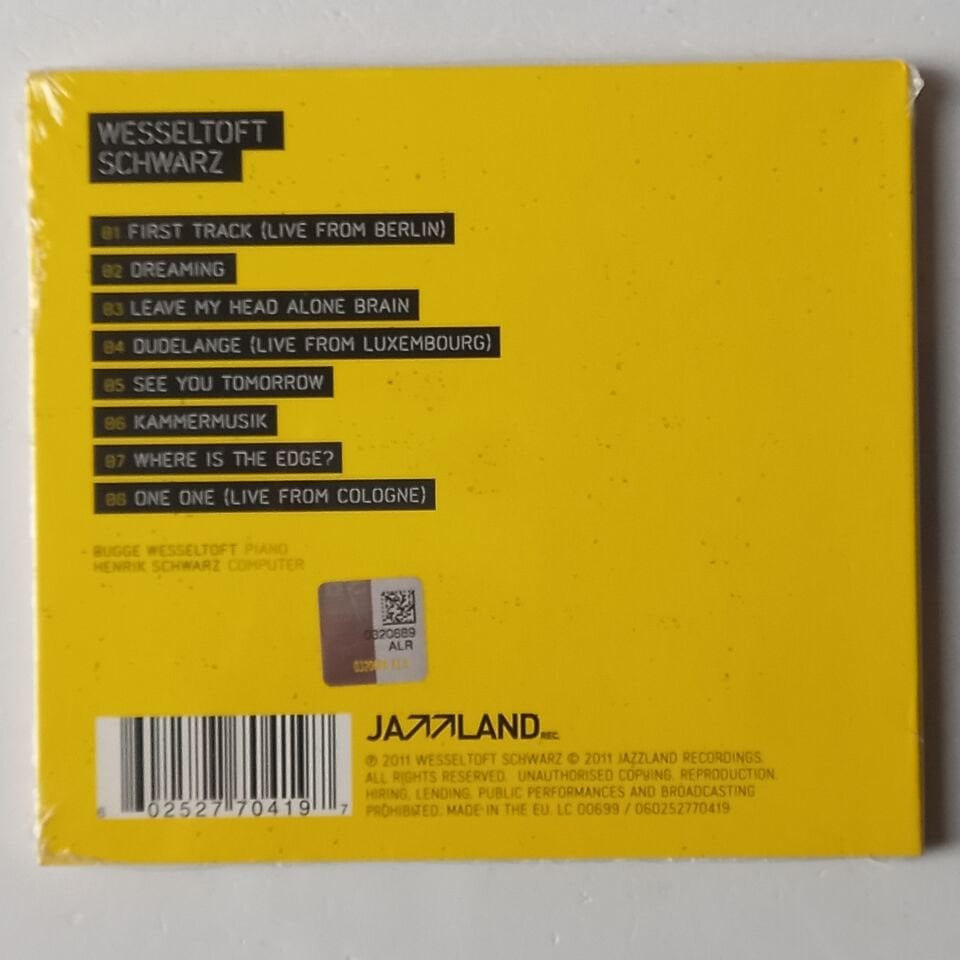 WESSELTOFT
SCHWARZ
01 FIRST TRACK (LIVE FROM BERLIN)
02 DREAMING
03 LEAVE MY HEAD ALONE BRAIN
04 DUDELANGE (LIVE FROM LUXEMBOURG)
05 SEE YOU TOMORROW
06 KAMMERMUSIK
07 WHERE IS THE EDGE?
08 ONE ONE (LIVE FROM COLOGNE)
BUGGE WESSELTOFT PIANO
HENRIK SCHWARZ COMPUTER
0320689
ALR
JAZZLAND REC.
℗ 2011 WESSELTOFT SCHWARZ © 2011 JAZZLAND RECORDINGS.
ALL RIGHTS RESERVED. UNAUTHORISED COPYING, REPRODUCTION,
HIRING, LENDING, PUBLIC PERFORMANCES AND BROADCASTING
PROHIBITED. MADE IN THE EU. LC 00699 / 060252770419
6 02527 70419 7